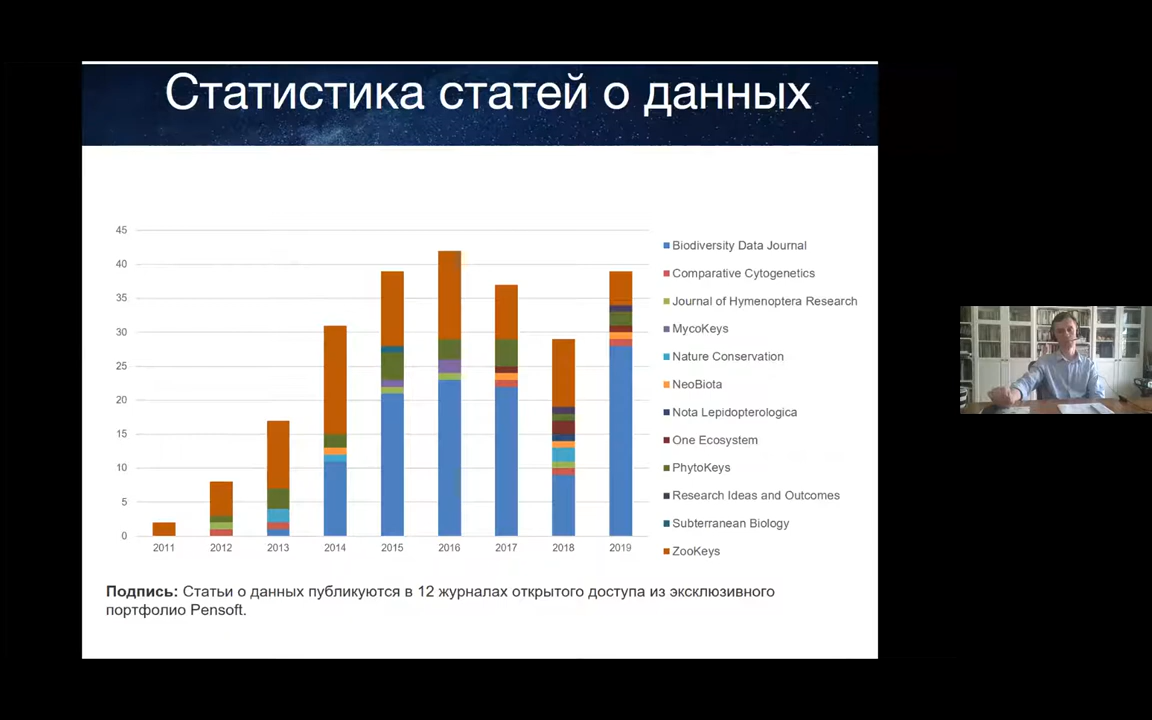 Статистика статей о данных
45
40
35
30
25
20
15
10
5
0
2011 2012 2013 2014 2015 2016 2017 2018 2019
Biodiversity Data Journal
Comparative Cytogenetics
Journal of Hymenoptera Research
MycoKeys
Nature Conservation
NeoBiota
Nota Lepidopterologica
One Ecosystem
PhytoKeys
Research Ideas and Outcomes
Subterranean Biology
ZooKeys
Подпись: Статьи о данных публикуются в 12 журналах открытого доступа из эксклюзивного
портфолио Pensoft.